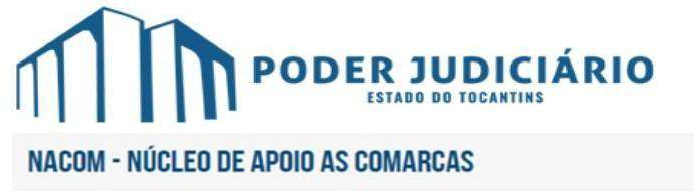 PODER JUDICIÁRIO
ESTADO DO TOCANTINS
NACOM - NÚCLEO DE APOIO AS COMARCAS